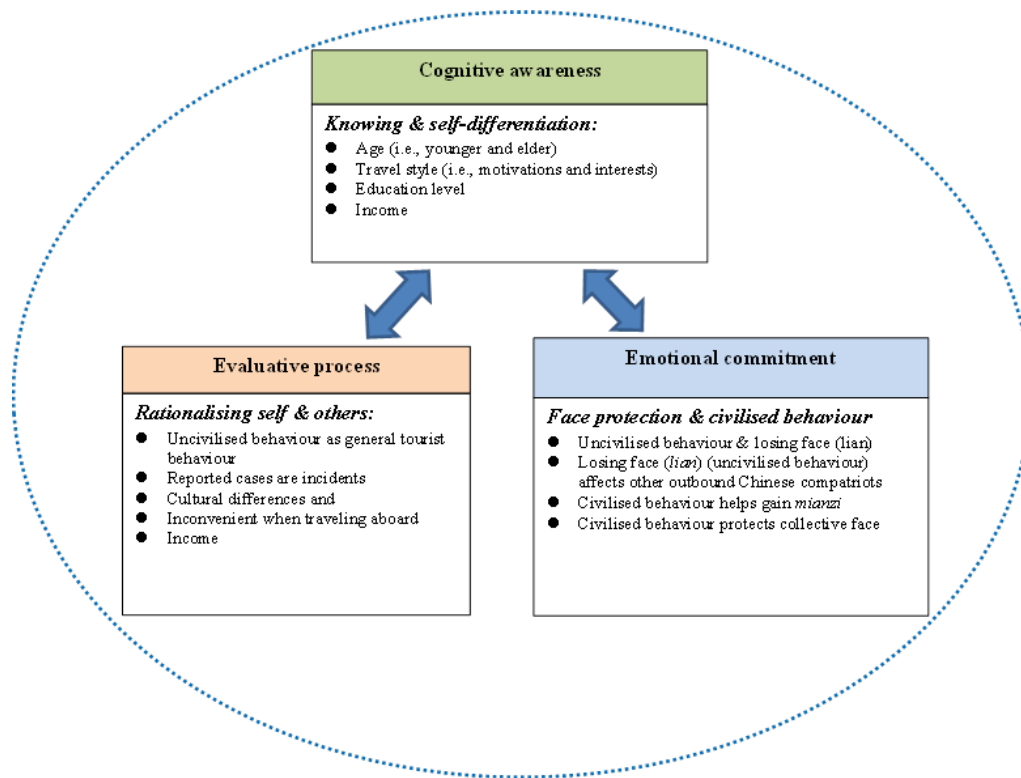 Cognitive awareness
Knowing & self-differentiation:
● Age (i.e., younger and elder)
● Travel style (i.e., motivations and interests)
● Education level
● Income
Evaluative process
Rationalising self & others:
● Uncivilised behaviour as general tourist
behaviour
● Reported cases are incidents
● Cultural differences and
● Inconvenient when traveling aboard
● Income
Emotional commitment
Face protection & civilised behaviour
● Uncivilised behaviour & losing face (lian)
● Losing face (lian) (uncivilised behaviour)
affects other outbound Chinese compatriots
● Civilised behaviour helps gain mianzi
● Civilised behaviour protects collective face